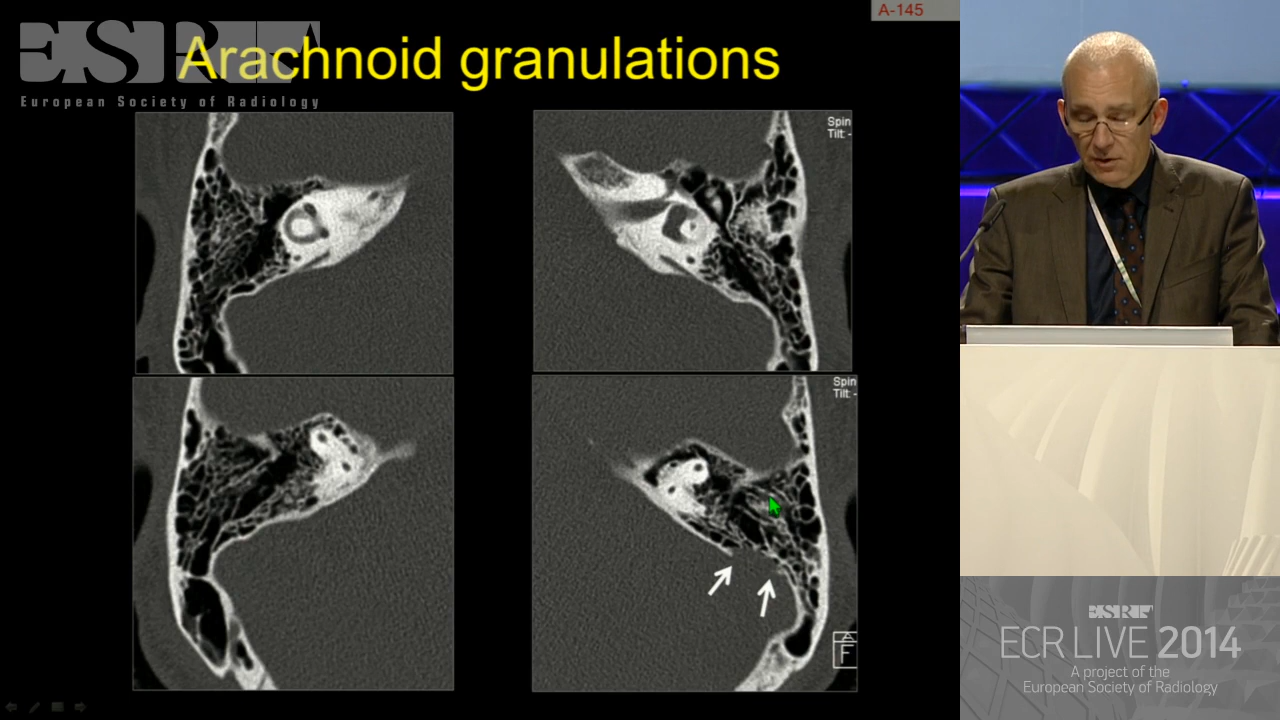 A-145
ESR
Arachnoid granulations
European Society of Radiology
Spin
Tilt: -
Spin
Tilt: -
A
F
ESR
ECR LIVE 2014
A project of the
European Society of Radiology